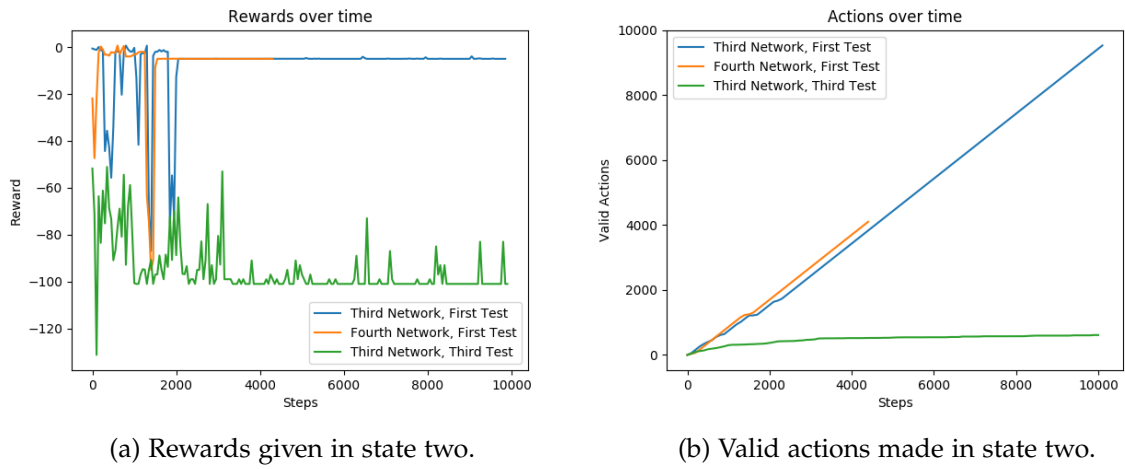 Rewards over time
0
−20
−40
−60
−80
−100
−120
Reward
0
2000
4000
6000
8000
10000
Steps
Third Network, First Test
Fourth Network, First Test
Third Network, Third Test
(a) Rewards given in state two.
Actions over time
10000
8000
6000
4000
2000
0
Valid Actions
0
2000
4000
6000
8000
10000
Steps
Third Network, First Test
Fourth Network, First Test
Third Network, Third Test
(b) Valid actions made in state two.